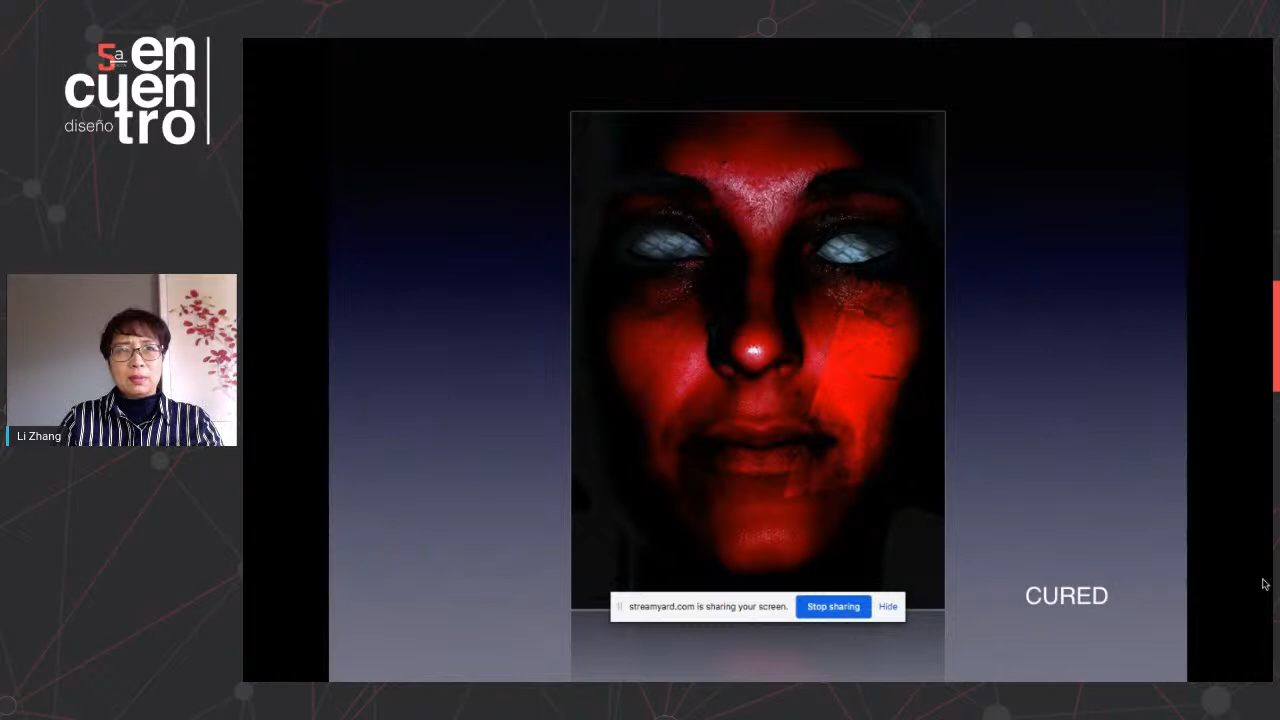 5a en
cuen
diseño tro
Li Zhang
CURED
streamyard.com is sharing your screen. Stop sharing Hide